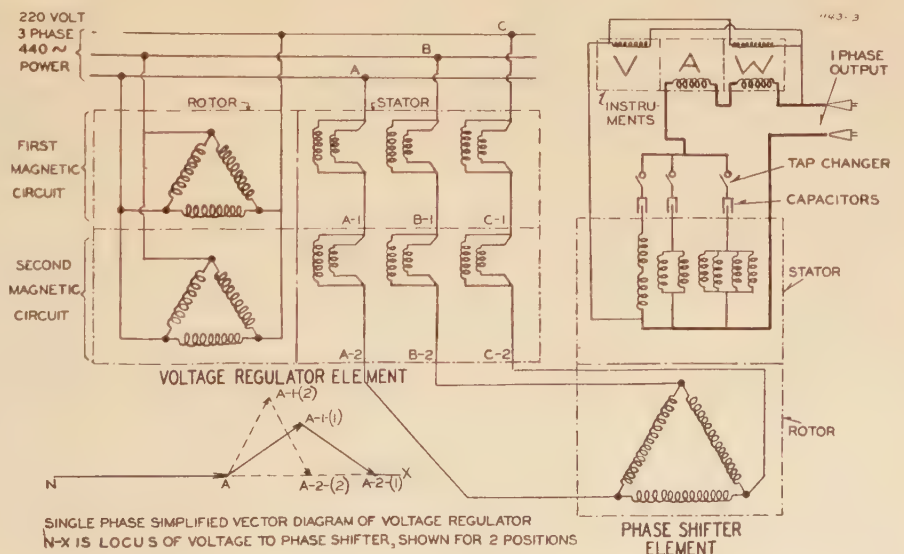 220 VOLT
3 PHASE
440 ~
POWER
C
B
A
1143-3
V A W
INSTRUMENTS
1 PHASE
OUTPUT
ROTOR
STATOR
FIRST
MAGNETIC
CIRCUIT
A-1 B-1 C-1
TAP CHANGER
CAPACITORS
STATOR
SECOND
MAGNETIC
CIRCUIT
A-2 B-2 C-2
VOLTAGE REGULATOR ELEMENT
A-1-(2)
A-1-(1)
N A A-2-(2) A-2-(1) X
ROTOR
SINGLE PHASE SIMPLIFIED VECTOR DIAGRAM OF VOLTAGE REGULATOR
N-X IS LOCUS OF VOLTAGE TO PHASE SHIFTER, SHOWN FOR 2 POSITIONS
PHASE SHIFTER
ELEMENT